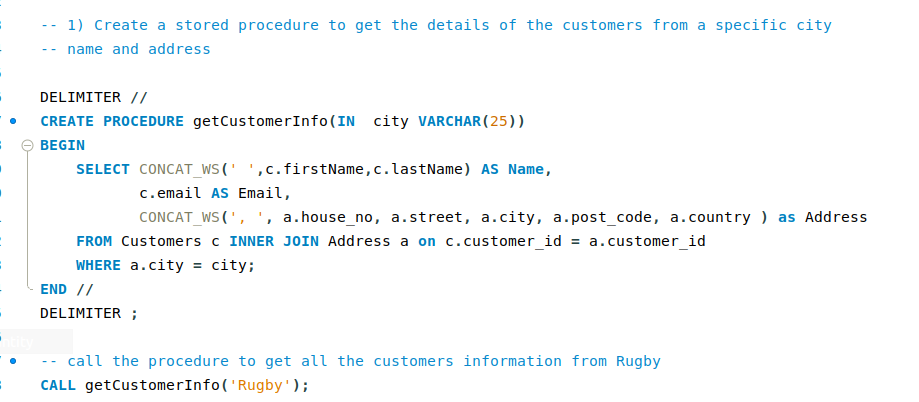 -- 1) Create a stored procedure to get the details of the customers from a specific city
-- name and address
DELIMITER //
CREATE PROCEDURE getCustomerInfo(IN  city VARCHAR(25))
BEGIN
    SELECT CONCAT_WS(' ',c.firstName,c.lastName) AS Name,
           c.email AS Email,
           CONCAT_WS(', ', a.house_no, a.street, a.city, a.post_code, a.country ) as Address
    FROM Customers c INNER JOIN Address a on c.customer_id = a.customer_id
    WHERE a.city = city;
END //
DELIMITER ;
-- call the procedure to get all the customers information from Rugby
CALL getCustomerInfo('Rugby');